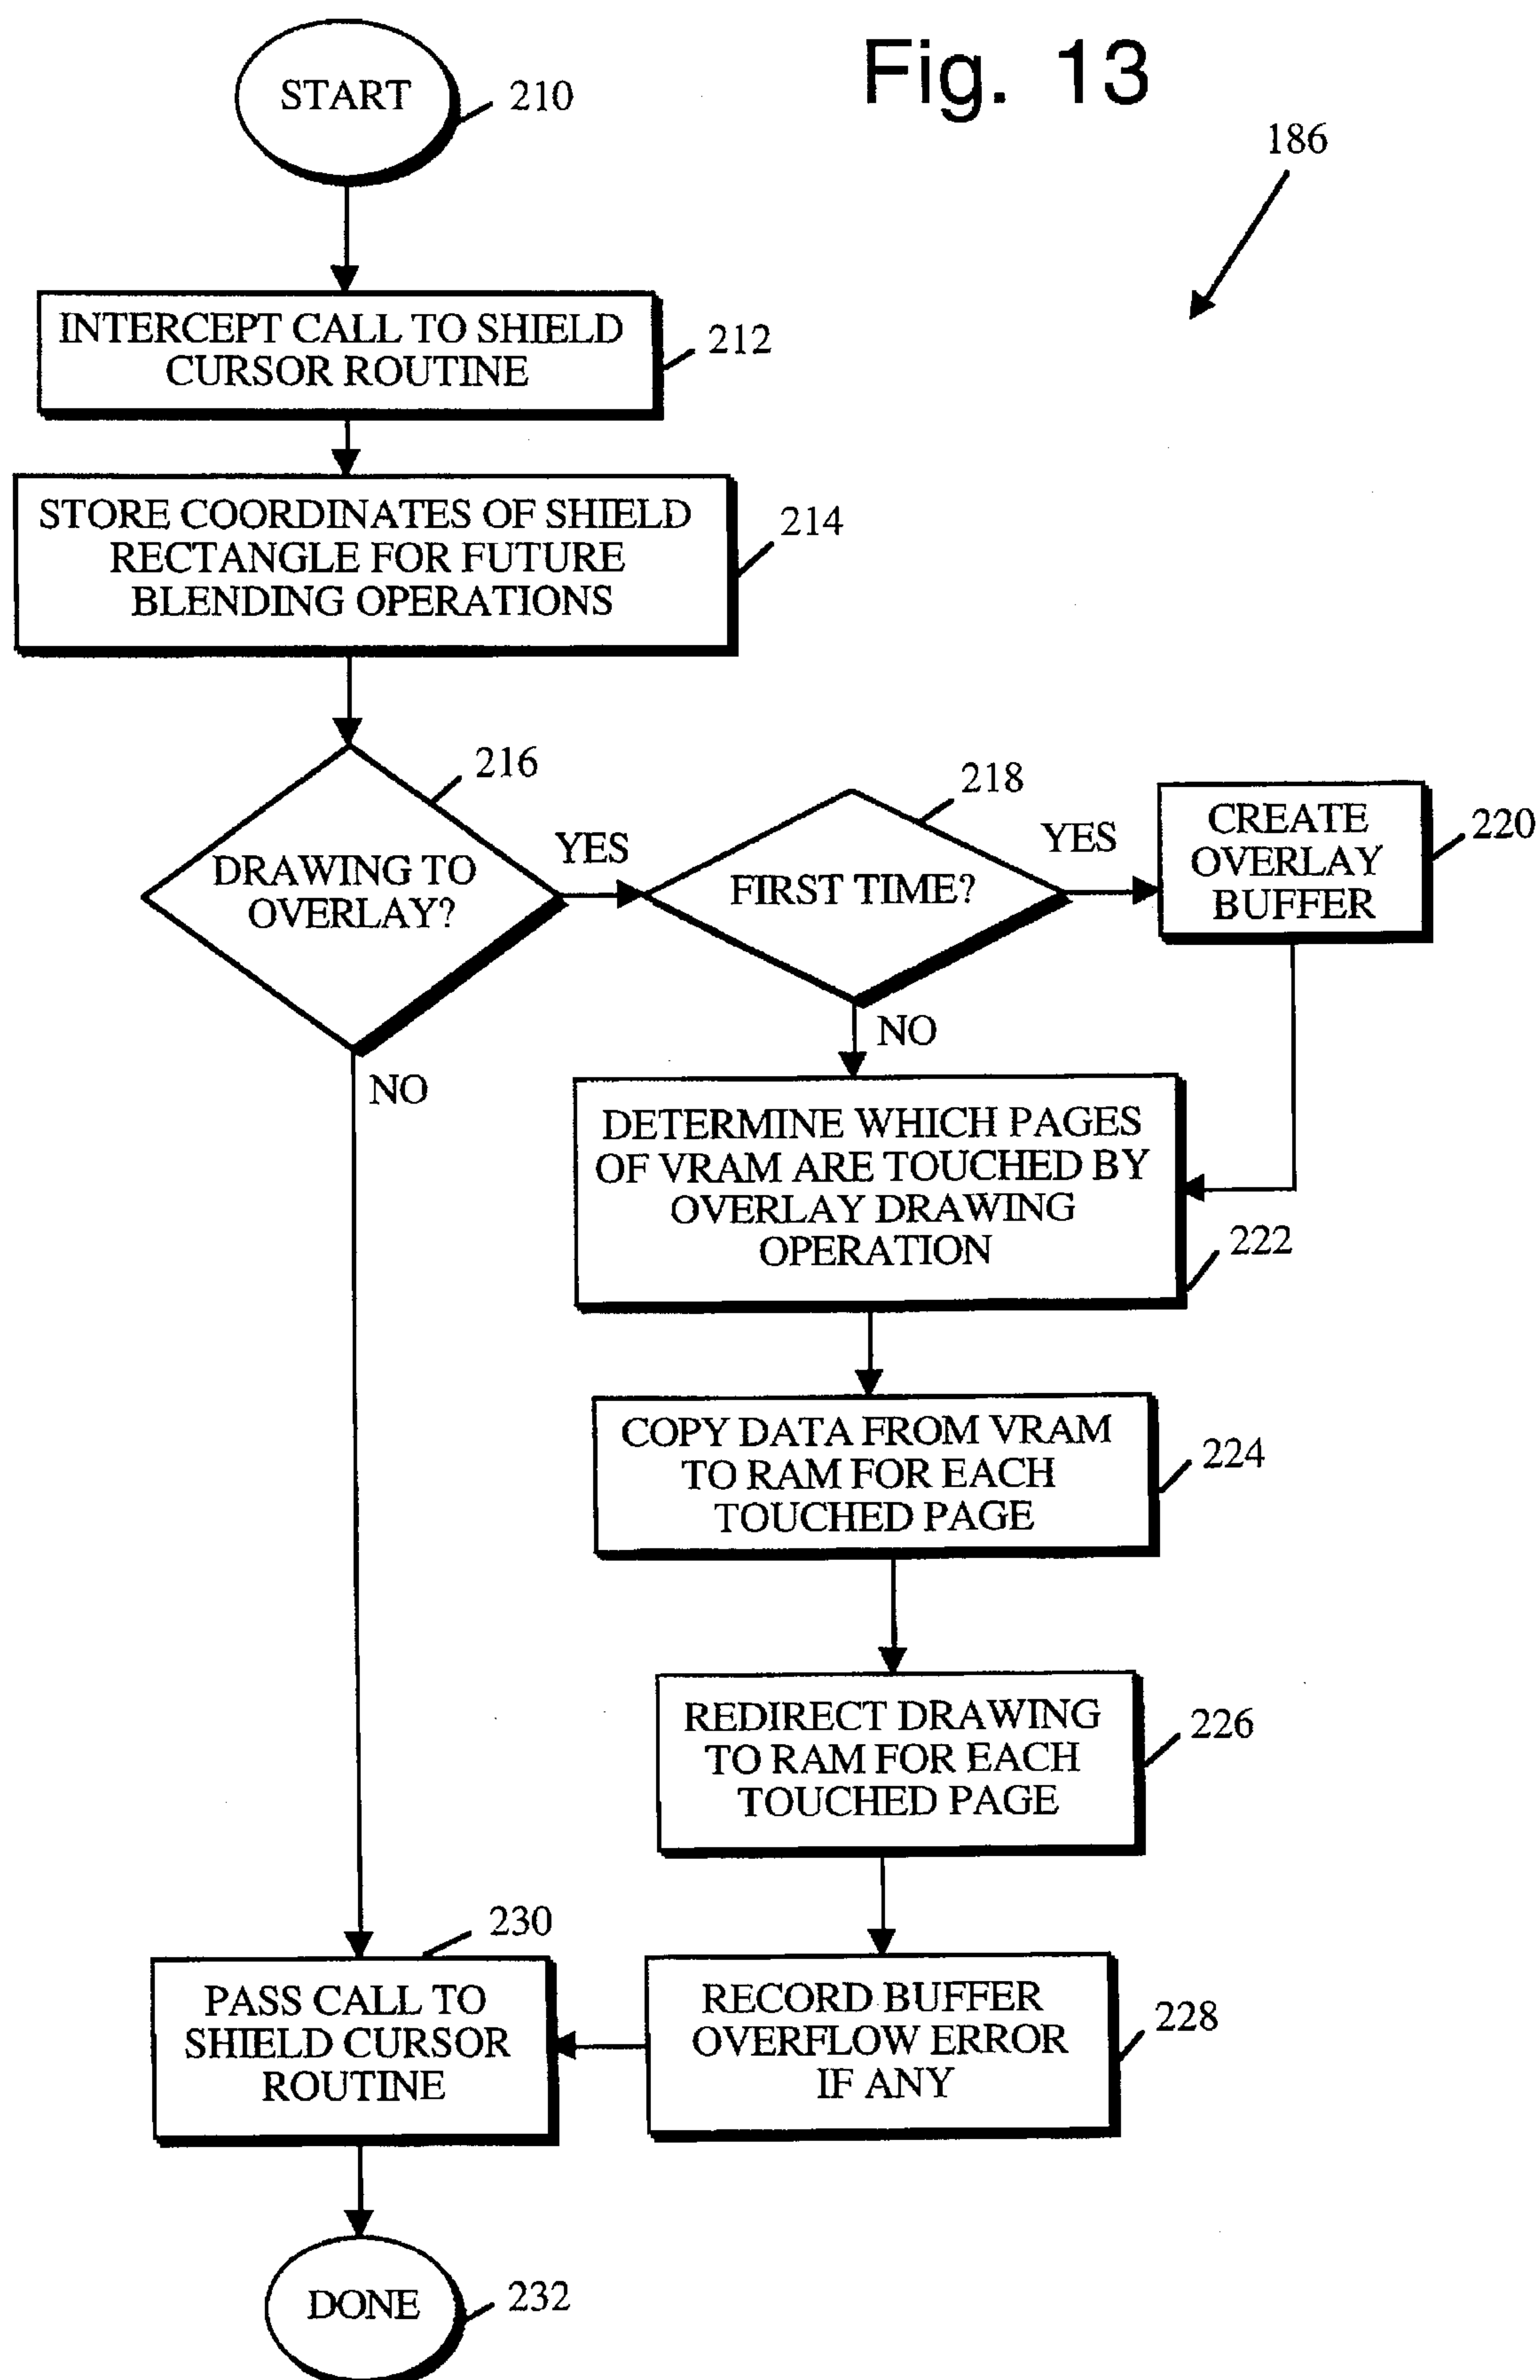 Fig. 13
186
START
210
INTERCEPT CALL TO SHIELD
CURSOR ROUTINE
212
STORE COORDINATES OF SHIELD
RECTANGLE FOR FUTURE
BLENDING OPERATIONS
214
DRAWING TO
OVERLAY?
216
YES
NO
FIRST TIME?
218
YES
NO
CREATE
OVERLAY
BUFFER
220
DETERMINE WHICH PAGES
OF VRAM ARE TOUCHED BY
OVERLAY DRAWING
OPERATION
222
COPY DATA FROM VRAM
TO RAM FOR EACH
TOUCHED PAGE
224
REDIRECT DRAWING
TO RAM FOR EACH
TOUCHED PAGE
226
RECORD BUFFER
OVERFLOW ERROR
IF ANY
228
PASS CALL TO
SHIELD CURSOR
ROUTINE
230
DONE
232